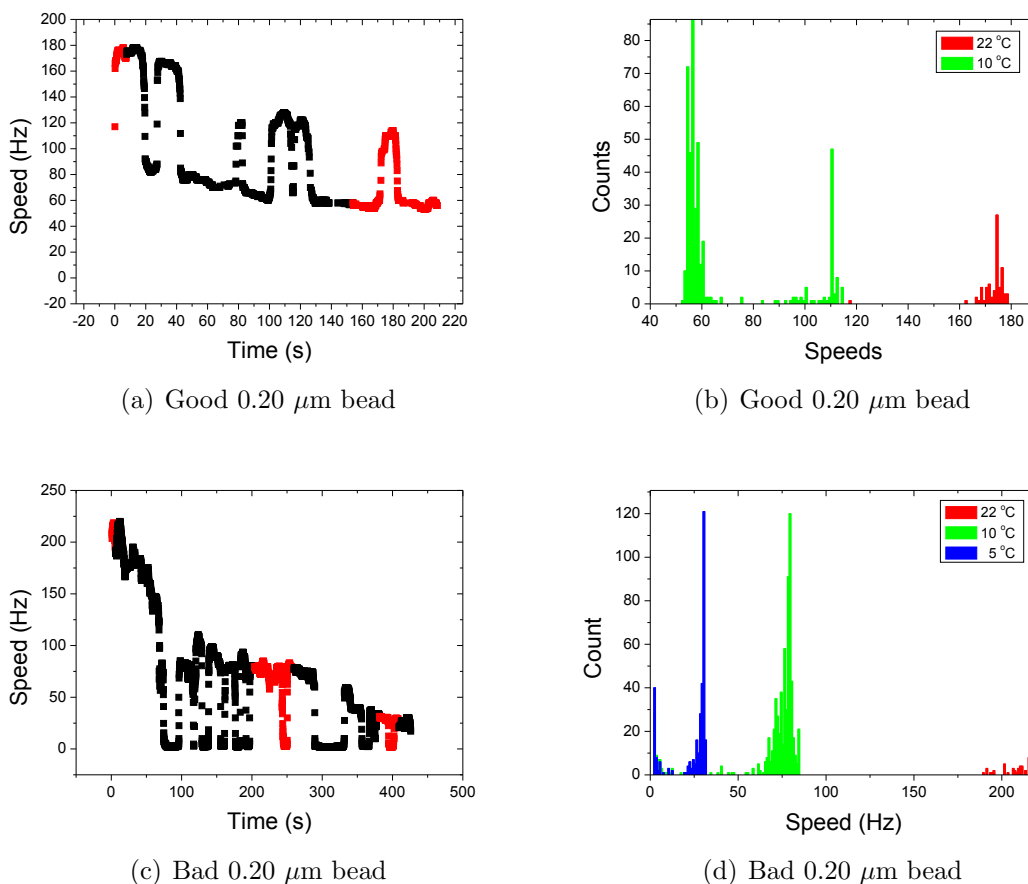 200
180
160
140
120
100
80
60
40
20
0
-20
-20 0 20 40 60 80 100 120 140 160 180 200 220
Speed (Hz)
Time (s)
(a) Good 0.20 μm bead
80
70
60
50
40
30
20
10
0
40 60 80 100 120 140 160 180
Counts
Speeds
22 °C
10 °C
(b) Good 0.20 μm bead
250
200
150
100
50
0
0 100 200 300 400 500
Speed (Hz)
Time (s)
(c) Bad 0.20 μm bead
120
100
80
60
40
20
0
0 50 100 150 200
Count
Speed (Hz)
22 °C
10 °C
5 °C
(d) Bad 0.20 μm bead